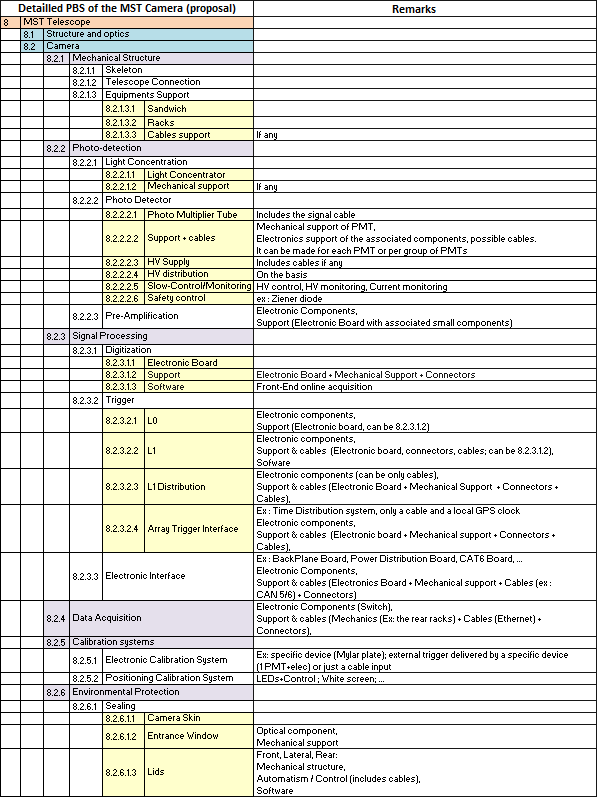 Detailled PBS of the MST Camera (proposal) Remarks
8 MST Telescope
8.1 Structure and optics
8.2 Camera
8.2.1 Mechanical Structure
8.2.1.1 Skeleton
8.2.1.2 Telescope Connection
8.2.1.3 Equipments Support
8.2.1.3.1 Sandwich
8.2.1.3.2 Racks
8.2.1.3.3 Cables support If any
8.2.2 Photo-detection
8.2.2.1 Light Concentration
8.2.2.1.1 Light Concentrator
8.2.2.1.2 Mechanical support If any
8.2.2.2 Photo Detector
8.2.2.2.1 Photo Multiplier Tube Includes the signal cable
8.2.2.2.2 Support + cables Mechanical support of PMT,
Electronics support of the associated components, possible cables.
It can be made for each PMT or per group of PMTs
8.2.2.2.3 HV Supply Includes cables if any
8.2.2.2.4 HV distribution On the basis
8.2.2.2.5 Slow-Control/Monitoring HV control, HV monitoring, Current monitoring
8.2.2.2.6 Safety control ex : Ziener diode
8.2.2.3 Pre-Amplification Electronic Components,
Support (Electronic Board with associated small components)
8.2.3 Signal Processing
8.2.3.1 Digitization
8.2.3.1.1 Electronic Board
8.2.3.1.2 Support Electronic Board + Mechanical Support + Connectors
8.2.3.1.3 Software Front-End online acquisition
8.2.3.2 Trigger
8.2.3.2.1 L0 Electronic components,
Support (Electronic board, can be 8.2.3.1.2)
8.2.3.2.2 L1 Electronic components,
Support & cables (Electronic board, connectors, cables; can be 8.2.3.1.2),
Sofware
8.2.3.2.3 L1 Distribution Electronic components (can be only cables),
Support & cables (Electronic Board + Mechanical Support + Connectors +
Cables),
8.2.3.2.4 Array Trigger Interface Ex : Time Distribution system, only a cable and a local GPS clock
Electronic components,
Support & cables (Electronic board + Mechanical support + Connectors +
Cables),
8.2.3.3 Electronic Interface Ex : BackPlane Board, Power Distribution Board, CAT6 Board, ...
Electronic Components,
Support & cables (Electronics Board + Mechanical support + Cables (ex :
CAN 5/6) + Connectors)
8.2.4 Data Acquisition Electronic Components (Switch),
Support & cables (Mechanics (Ex: the rear racks) + Cables (Ethernet) +
Connectors),
8.2.5 Calibration systems
8.2.5.1 Electronic Calibration System Ex: specific device (Mylar plate); external trigger delivered by a specific device
(1 PMT+elec) or just a cable input
8.2.5.2 Positioning Calibration System LEDs+Control ; White screen; ...
8.2.6 Environmental Protection
8.2.6.1 Sealing
8.2.6.1.1 Camera Skin
8.2.6.1.2 Entrance Window Optical component,
Mechanical support
8.2.6.1.3 Lids Front, Lateral, Rear:
Mechanical structure,
Automatism / Control (includes cables),
Software